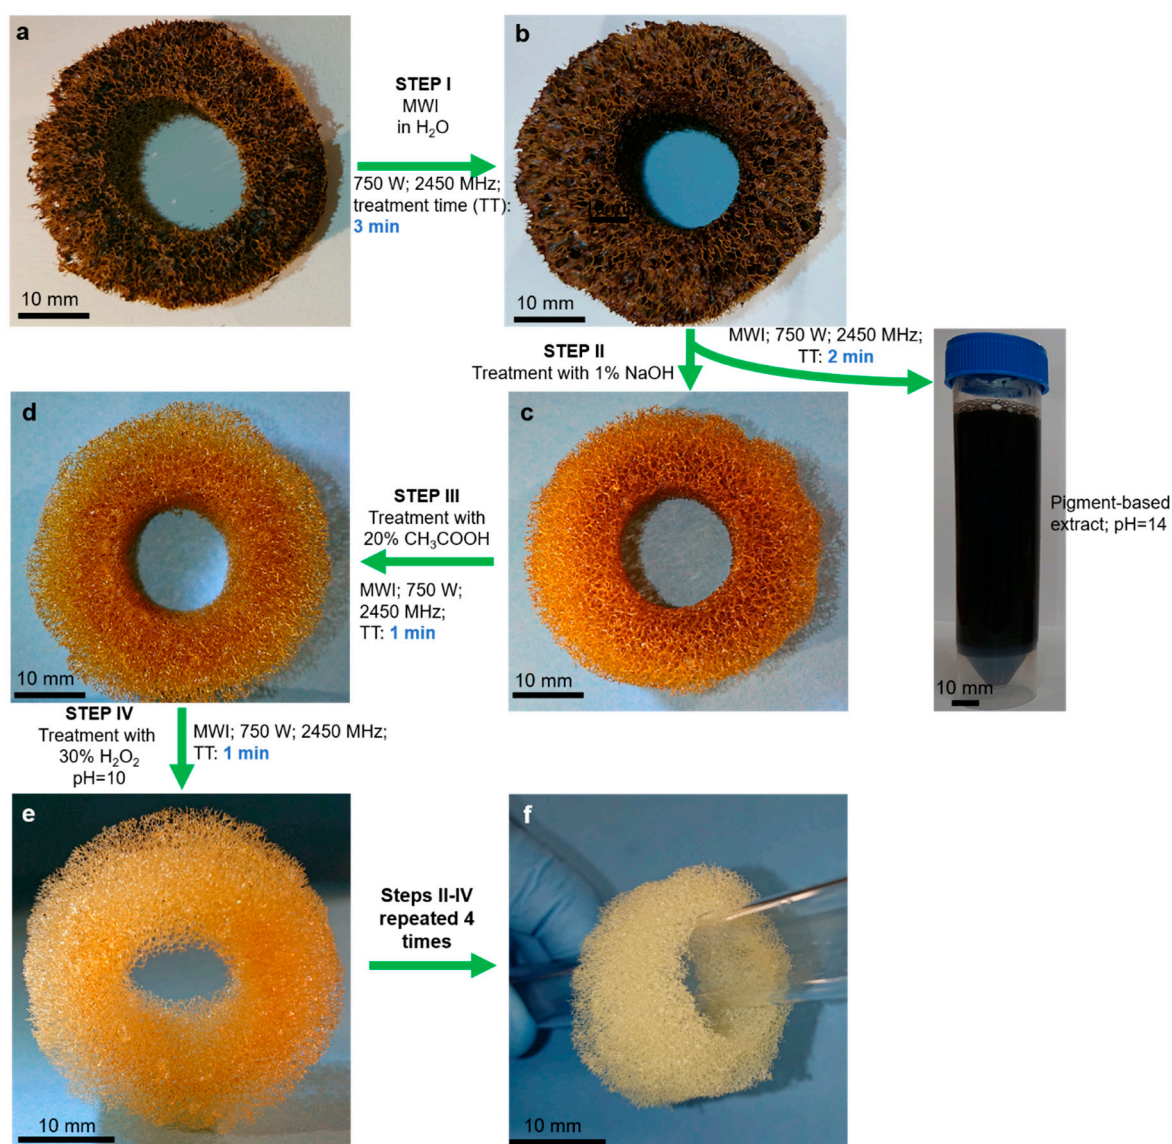 a
STEP I
MWI
in H₂O
750 W; 2450 MHz;
treatment time (TT):
3 min
10 mm
b
10 mm
STEP II
Treatment with 1% NaOH
MWI; 750 W; 2450 MHz;
TT: 2 min
Pigment-based
extract; pH=14
10 mm
c
10 mm
STEP III
Treatment with
20% CH₃COOH
MWI; 750 W;
2450 MHz;
TT: 1 min
d
10 mm
STEP IV
Treatment with
30% H₂O₂
pH=10
MWI; 750 W; 2450 MHz;
TT: 1 min
e
10 mm
Steps II-IV
repeated 4
times
f
10 mm